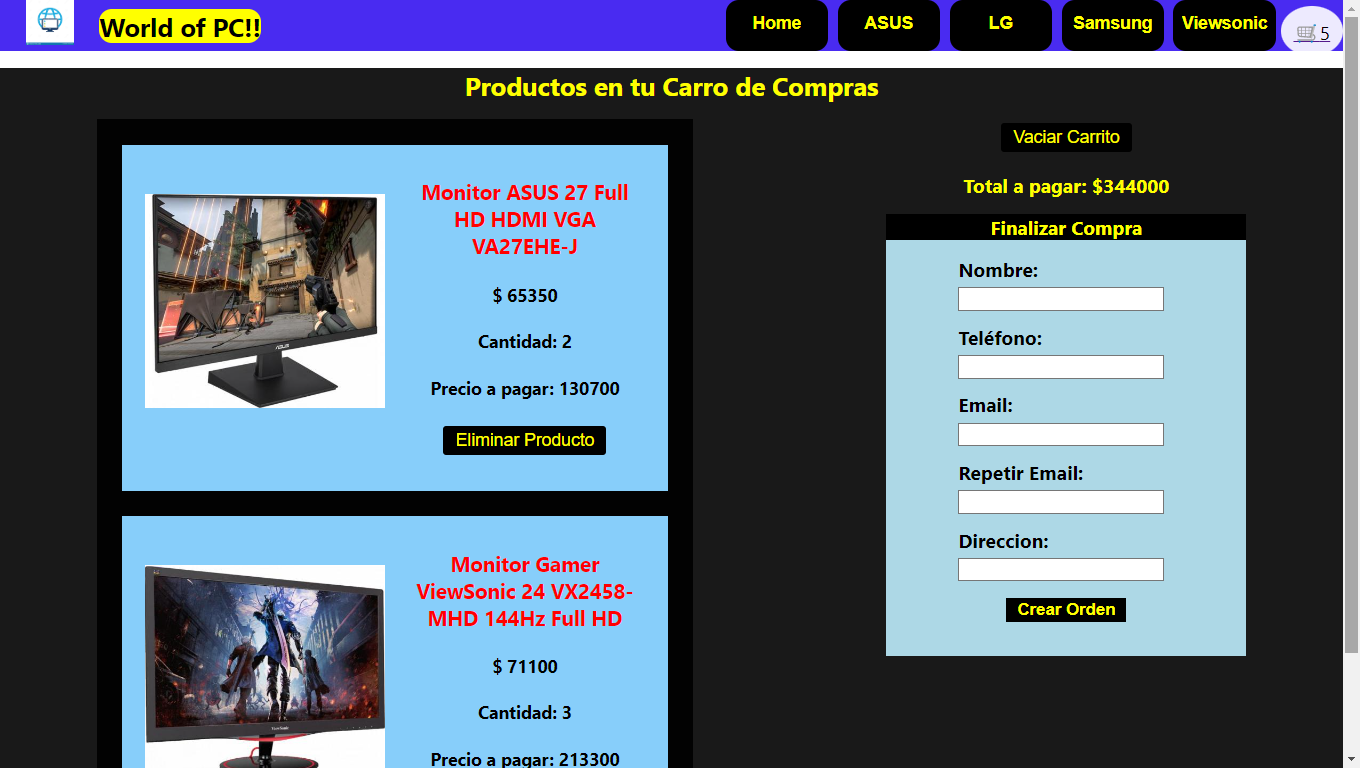 World of PC!!
Home
ASUS
LG
Samsung
Viewsonic
5
Productos en tu Carro de Compras
Monitor ASUS 27 Full
HD HDMI VGA
VA27EHE-J
$ 65350
Cantidad: 2
Precio a pagar: 130700
Eliminar Producto
ASUS
Monitor Gamer
ViewSonic 24 VX2458-
MHD 144Hz Full HD
$ 71100
Cantidad: 3
Precio a pagar: 213300
ViewSonic
Vaciar Carrito
Total a pagar: $344000
Finalizar Compra
Nombre:
Teléfono:
Email:
Repetir Email:
Direccion:
Crear Orden